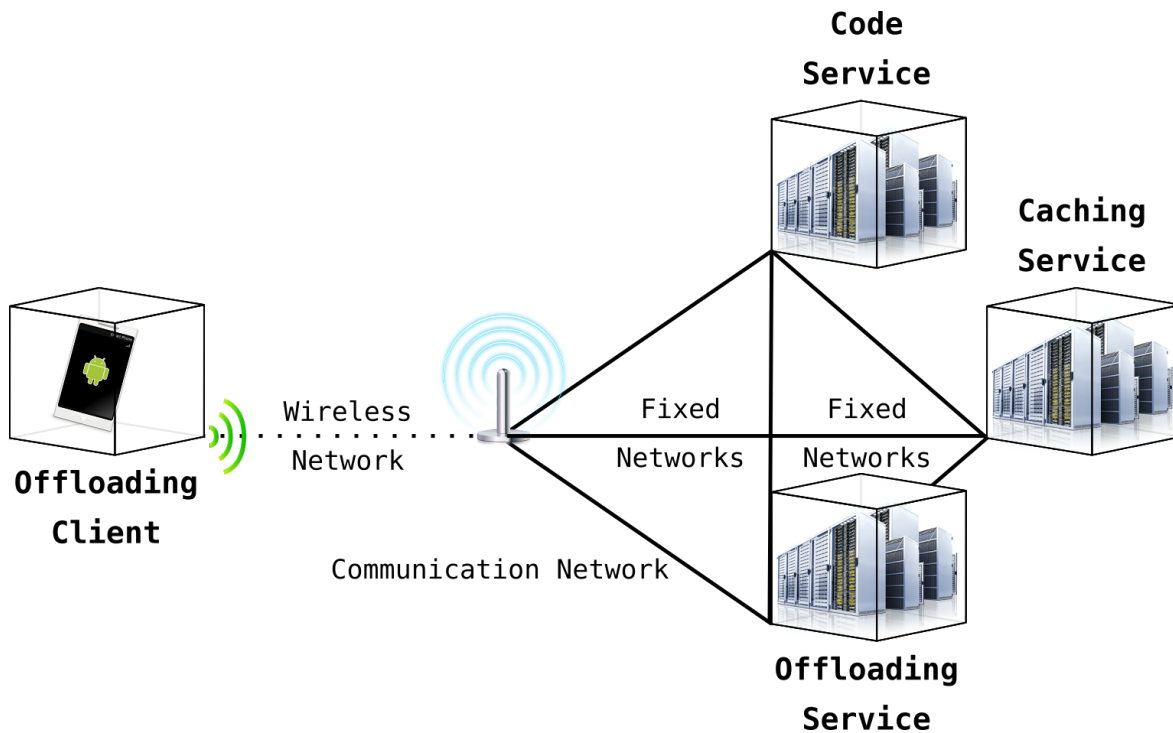 Code
Service
Caching
Service
Wireless
Network
Fixed
Networks
Fixed
Networks
Offloading
Client
Communication Network
Offloading
Service